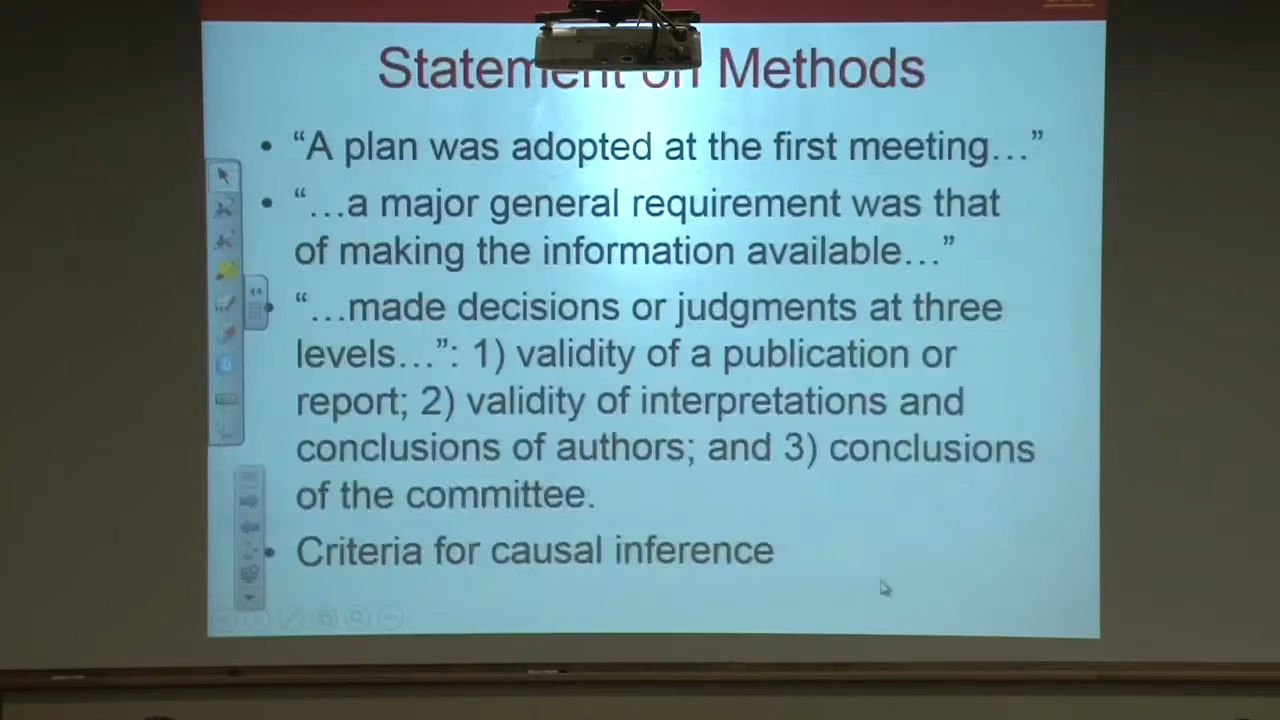 Statement on Methods
• “A plan was adopted at the first meeting…”
• “…a major general requirement was that
of making the information available…”
• “…made decisions or judgments at three
levels…”: 1) validity of a publication or
report; 2) validity of interpretations and
conclusions of authors; and 3) conclusions
of the committee.
• Criteria for causal inference